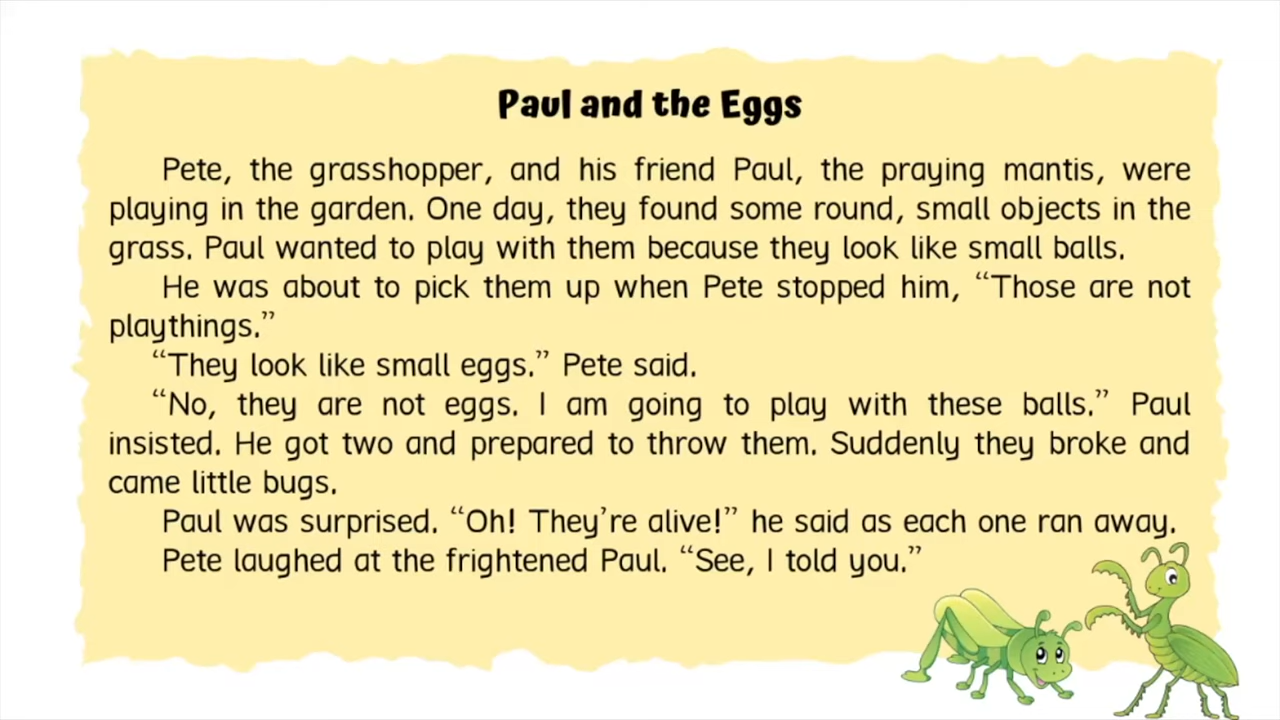 Paul and the Eggs
Pete, the grasshopper, and his friend Paul, the praying mantis, were
playing in the garden. One day, they found some round, small objects in the
grass. Paul wanted to play with them because they look like small balls.
He was about to pick them up when Pete stopped him, “Those are not
playthings.”
“They look like small eggs.” Pete said.
“No, they are not eggs. I am going to play with these balls.” Paul
insisted. He got two and prepared to throw them. Suddenly they broke and
came little bugs.
Paul was surprised. “Oh! They’re alive!” he said as each one ran away.
Pete laughed at the frightened Paul. “See, I told you.”